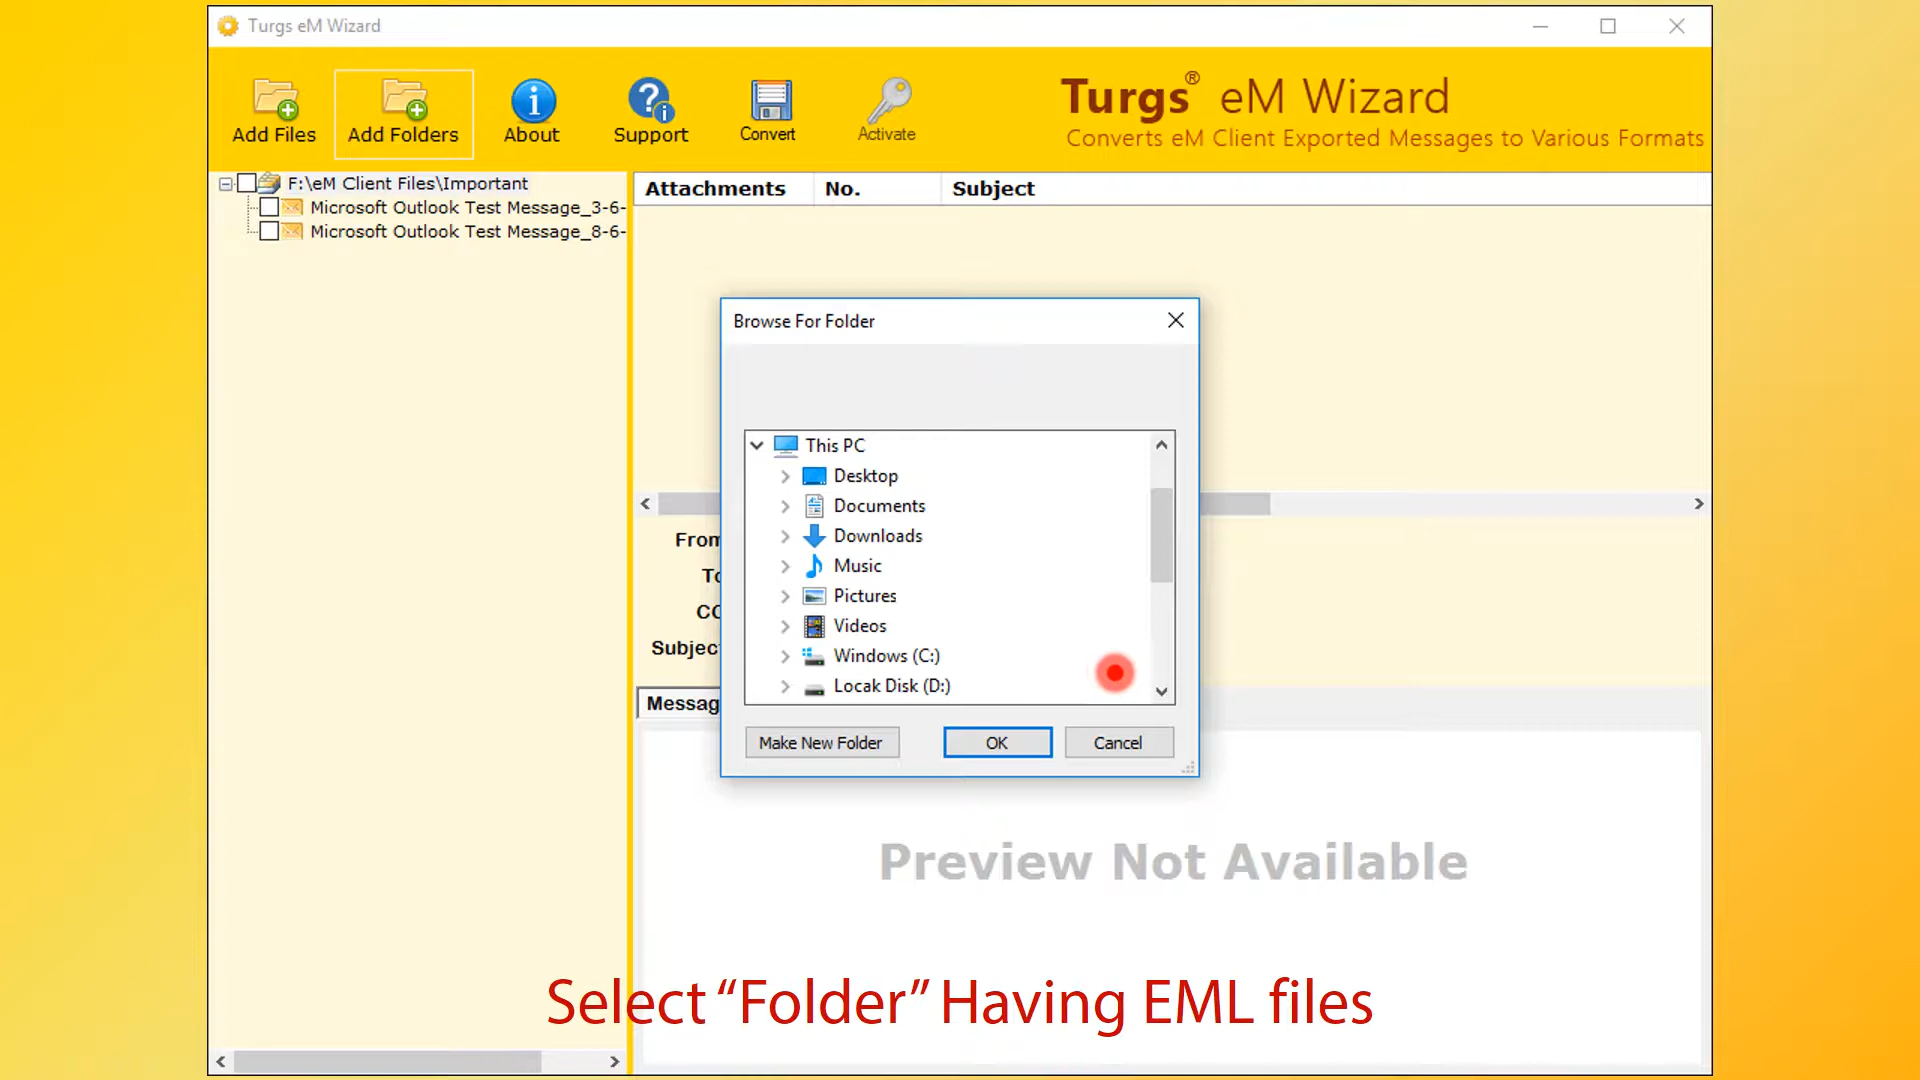 Turgs eM Wizard
Add Files
Add Folders
About
Support
Convert
Activate
Turgs® eM Wizard
Converts eM Client Exported Messages to Various Formats
F:\eM Client Files\Important
Microsoft Outlook Test Message_3-6-
Microsoft Outlook Test Message_8-6-
Attachments No. Subject
Browse For Folder
This PC
Desktop
Documents
Downloads
Music
Pictures
Videos
Windows (C:)
Locak Disk (D:)
Make New Folder
OK
Cancel
From
To
CC
Subjec
Messag
Preview Not Available
Select “Folder” Having EML files